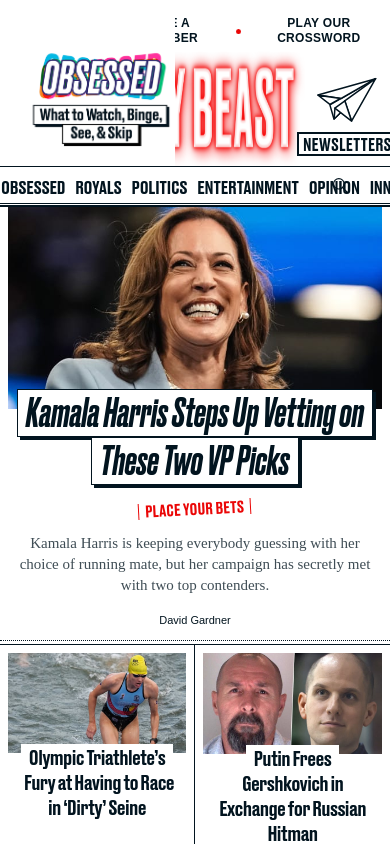 E A
BER
PLAY OUR
CROSSWORD
OBSESSED
What to Watch, Binge,
See, & Skip
Y BEAST
NEWSLETTERS
OBSESSED ROYALS POLITICS ENTERTAINMENT OPINION INN
Kamala Harris Steps Up Vetting on
These Two VP Picks
PLACE YOUR BETS
Kamala Harris is keeping everybody guessing with her
choice of running mate, but her campaign has secretly met
with two top contenders.
David Gardner
Olympic Triathlete’s
Fury at Having to Race
in ‘Dirty’ Seine
Putin Frees
Gershkovich in
Exchange for Russian
Hitman